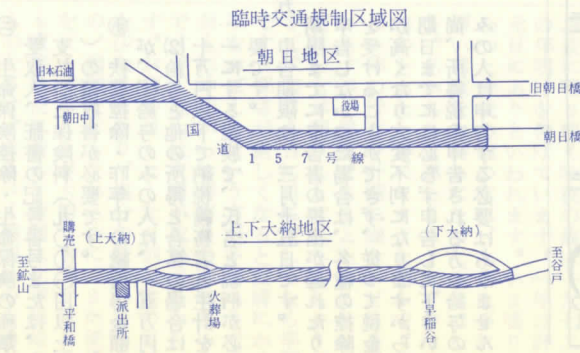 臨時交通規制区域図
朝日地区
旧本石油
朝日中
役場
旧朝日橋
朝日橋
国道157号線
上下大納地区
(上大納)
(下大納)
購売
至鉱山
平和橋
派出所
火葬場
早稲谷
至谷戸